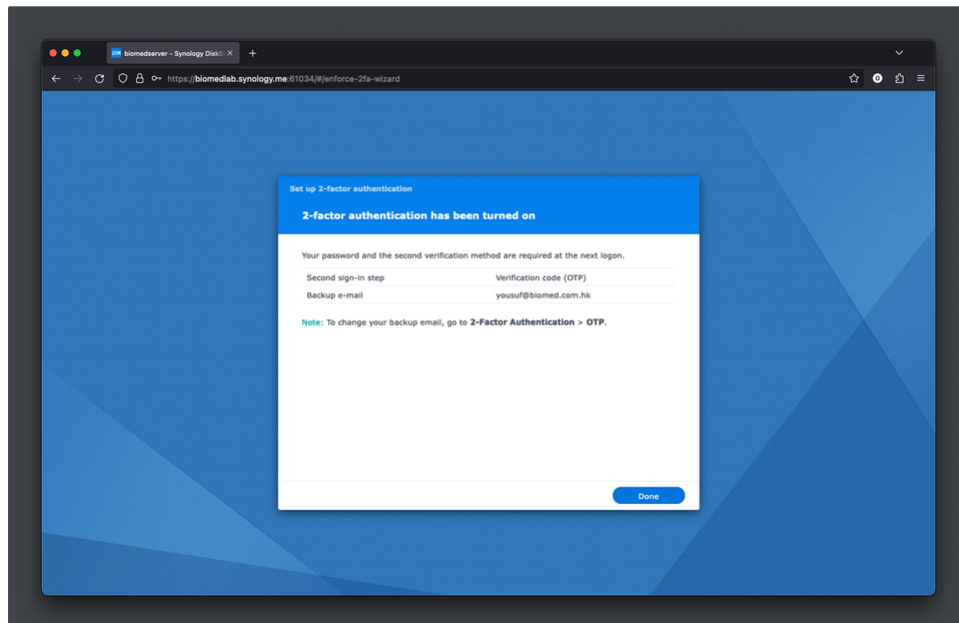 biomedserver - Synology DiskS
https://biomedlab.synology.me:61034/#/enforce-2fa-wizard
Set up 2-factor authentication
2-factor authentication has been turned on
Your password and the second verification method are required at the next logon.
Second sign-in step Verification code (OTP)
Backup e-mail yousuf@biomed.com.hk
Note: To change your backup email, go to 2-Factor Authentication > OTP.
Done